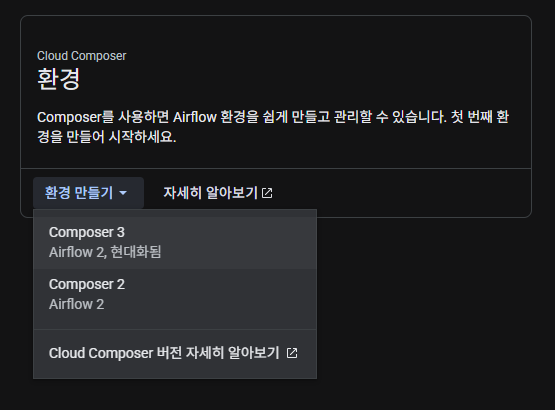 Cloud Composer
환경
Composer를 사용하면 Airflow 환경을 쉽게 만들고 관리할 수 있습니다. 첫 번째 환
경을 만들어 시작하세요.
환경 만들기 자세히 알아보기
Composer 3
Airflow 2, 현대화됨
Composer 2
Airflow 2
Cloud Composer 버전 자세히 알아보기